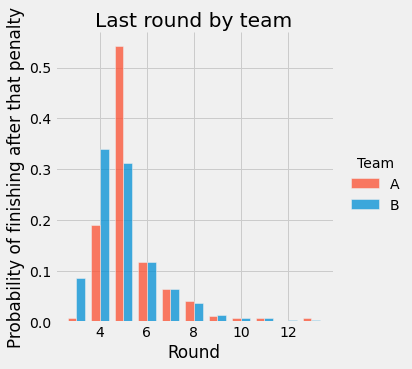 Last round by team
Probability of finishing after that penalty
0.5
0.4
0.3
0.2
0.1
0.0
4 6 8 10 12
Round
Team
A
B